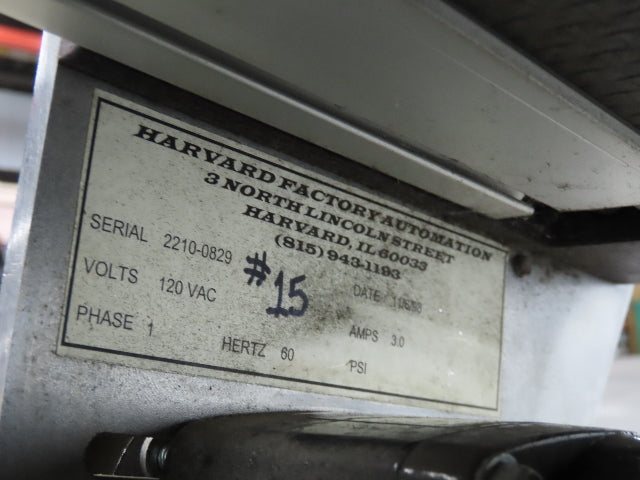 HARVARD FACTORY AUTOMATION
3 NORTH LINCOLN STREET
HARVARD, IL 60033
(815) 943-1193
SERIAL 2210-0829 #15 DATE
VOLTS 120 VAC AMPS 3.0
PHASE 1 HERTZ 60 PSI